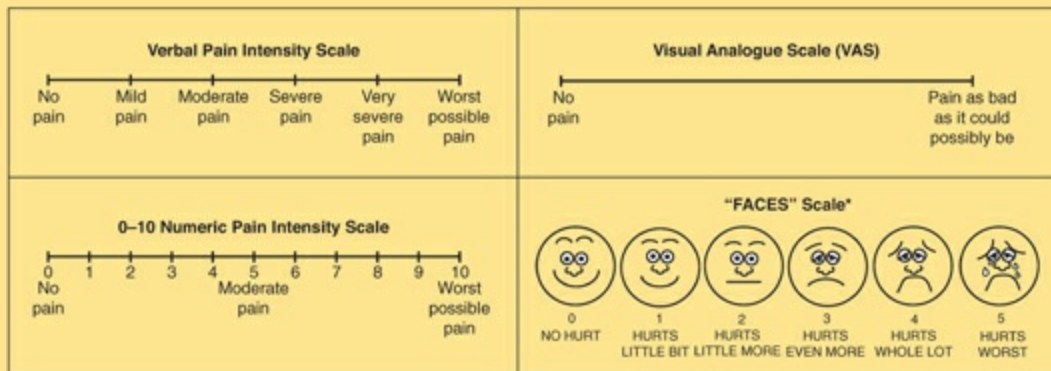 Verbal Pain Intensity Scale
No pain
Mild pain
Moderate pain
Severe pain
Very severe pain
Worst possible pain
Visual Analogue Scale (VAS)
No pain
Pain as bad as it could possibly be
0–10 Numeric Pain Intensity Scale
0 1 2 3 4 5 6 7 8 9 10
No pain
Moderate pain
Worst possible pain
“FACES” Scale*
0 1 2 3 4 5
NO HURT
HURTS LITTLE BIT
HURTS LITTLE MORE
HURTS EVEN MORE
HURTS WHOLE LOT
HURTS WORST